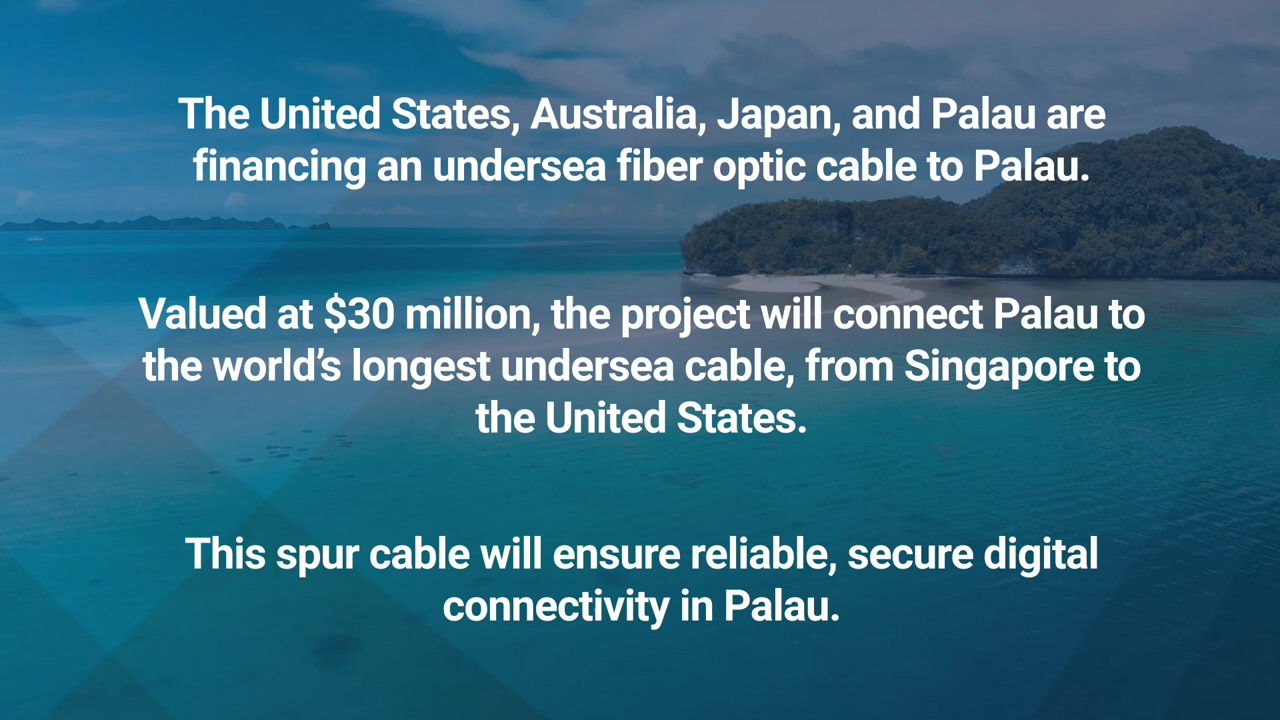 The United States, Australia, Japan, and Palau are
financing an undersea fiber optic cable to Palau.
Valued at $30 million, the project will connect Palau to
the world’s longest undersea cable, from Singapore to
the United States.
This spur cable will ensure reliable, secure digital
connectivity in Palau.